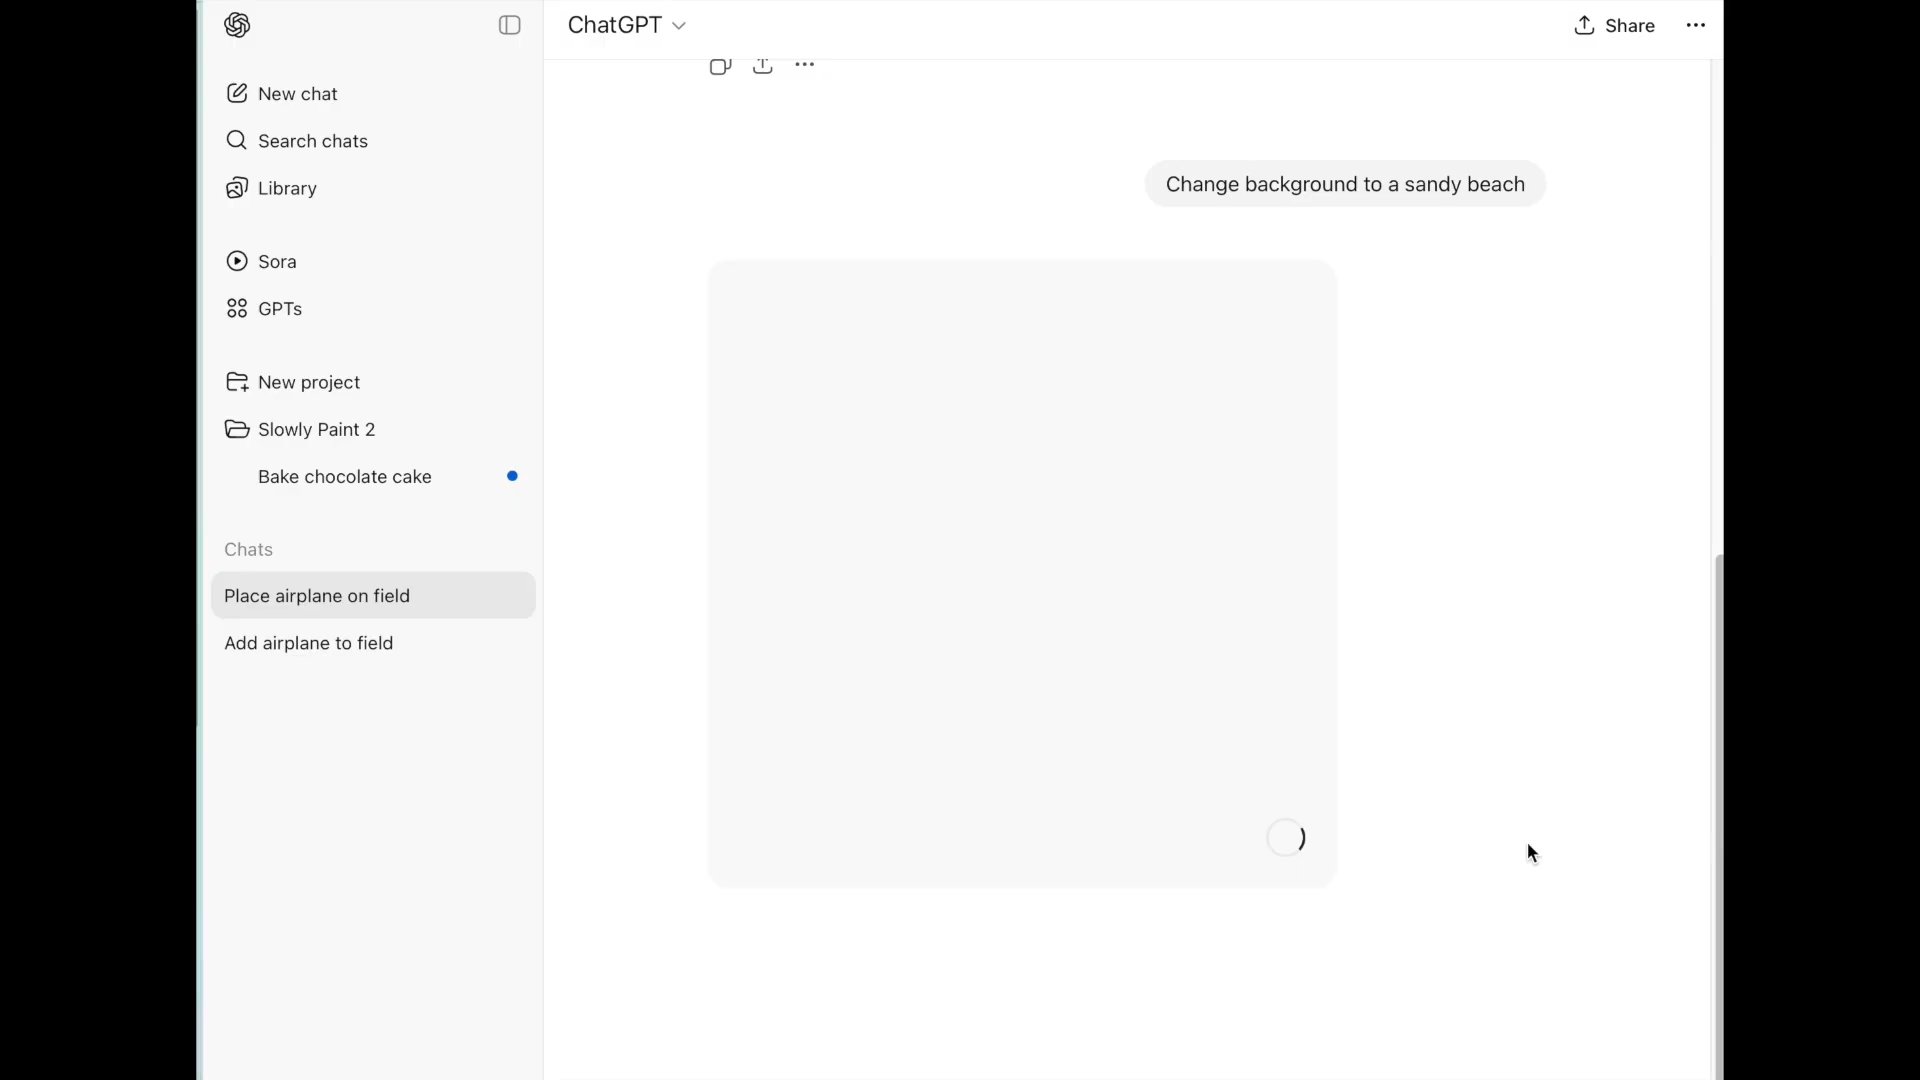 ChatGPT
Share
New chat
Search chats
Library
Sora
GPTs
New project
Slowly Paint 2
Bake chocolate cake
Chats
Place airplane on field
Add airplane to field
Change background to a sandy beach